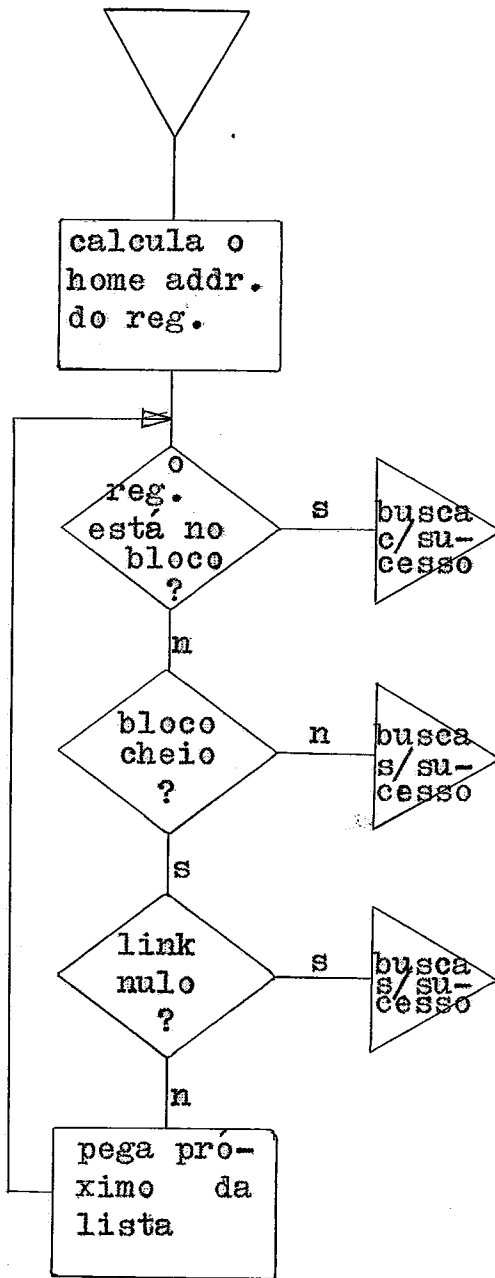 calcula o
home addr.
do reg.
o
reg.
está no
bloco
?
s
busca
c/su-
cesso
n
bloco
cheio
?
n
busca
s/su-
cesso
s
link
nulo
?
s
busca
s/su-
cesso
n
pega pró-
ximo da
lista